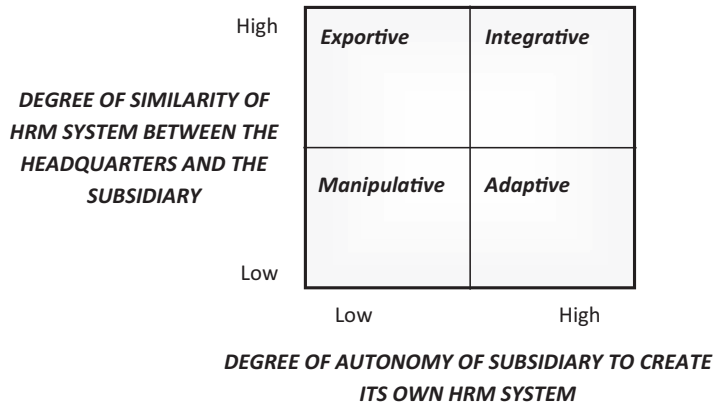 High
Exportive
Integrative
DEGREE OF SIMILARITY OF
HRM SYSTEM BETWEEN THE
HEADQUARTERS AND THE
SUBSIDIARY
Manipulative
Adaptive
Low
Low
High
DEGREE OF AUTONOMY OF SUBSIDIARY TO CREATE
ITS OWN HRM SYSTEM